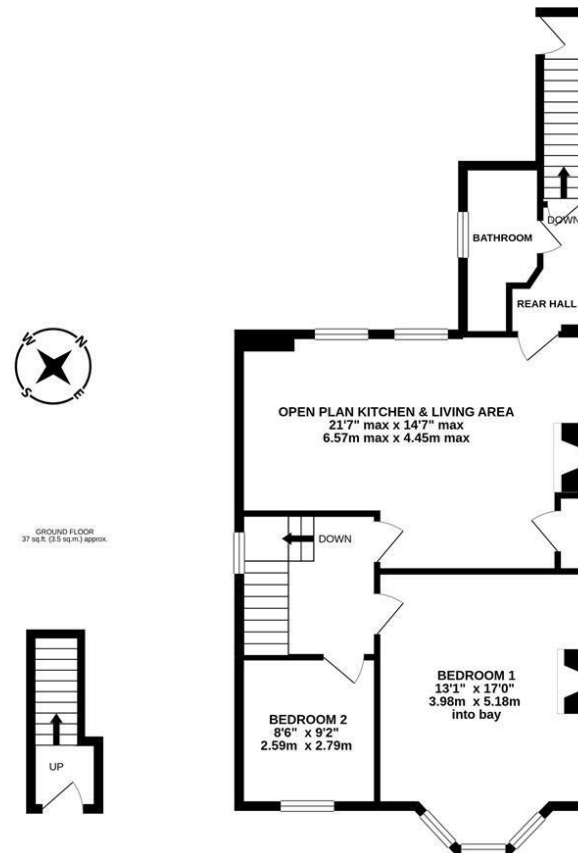 DOWN
BATHROOM
REAR HALL
W
N
S
E
OPEN PLAN KITCHEN & LIVING AREA
21'7" max x 14'7" max
6.57m max x 4.45m max
GROUND FLOOR
37 sq.ft. (3.5 sq.m.) approx.
DOWN
BEDROOM 1
13'1" x 17'0"
3.98m x 5.18m
into bay
BEDROOM 2
8'6" x 9'2"
2.59m x 2.79m
UP